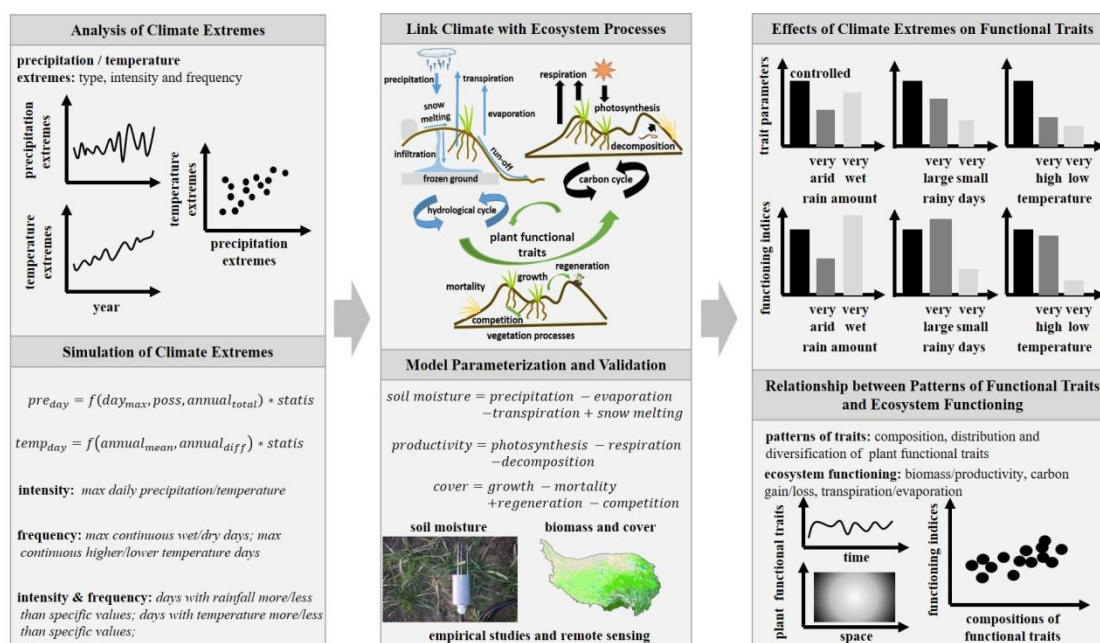 Analysis of Climate Extremes
precipitation / temperature
extremes: type, intensity and frequency
precipitation
extremes
temperature
extremes
year
temperature
extremes
precipitation
extremes
Simulation of Climate Extremes
pre_day = f(day_max, poss, annual_total) * statis
temp_day = f(annual_mean, annual_diff) * statis
intensity: max daily precipitation/temperature
frequency: max continuous wet/dry days; max
continuous higher/lower temperature days
intensity & frequency: days with rainfall more/less
than specific values; days with temperature more/less
than specific values;
Link Climate with Ecosystem Processes
precipitation
transpiration
snow
melting
evaporation
infiltration
run-off
frozen ground
hydrological cycle
respiration
photosynthesis
decomposition
carbon cycle
plant functional
traits
growth
regeneration
mortality
competition
vegetation processes
Model Parameterization and Validation
soil moisture = precipitation − evaporation
−transpiration + snow melting
productivity = photosynthesis − respiration
−decomposition
cover = growth − mortality
+regeneration − competition
soil moisture
biomass and cover
empirical studies and remote sensing
Effects of Climate Extremes on Functional Traits
trait parameters
controlled
very very
arid wet
rain amount
very very
large small
rainy days
very very
high low
temperature
functioning indices
very very
arid wet
rain amount
very very
large small
rainy days
very very
high low
temperature
Relationship between Patterns of Functional Traits
and Ecosystem Functioning
patterns of traits: composition, distribution and
diversification of plant functional traits
ecosystem functioning: biomass/productivity, carbon
gain/loss, transpiration/evaporation
plant functional traits
time
space
functioning indices
compositions of
functional traits